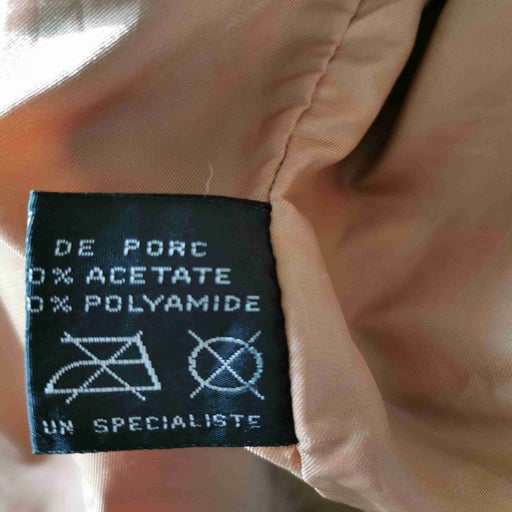 DE PORC
0% ACETATE
0% POLYAMIDE
UN SPECIALISTE